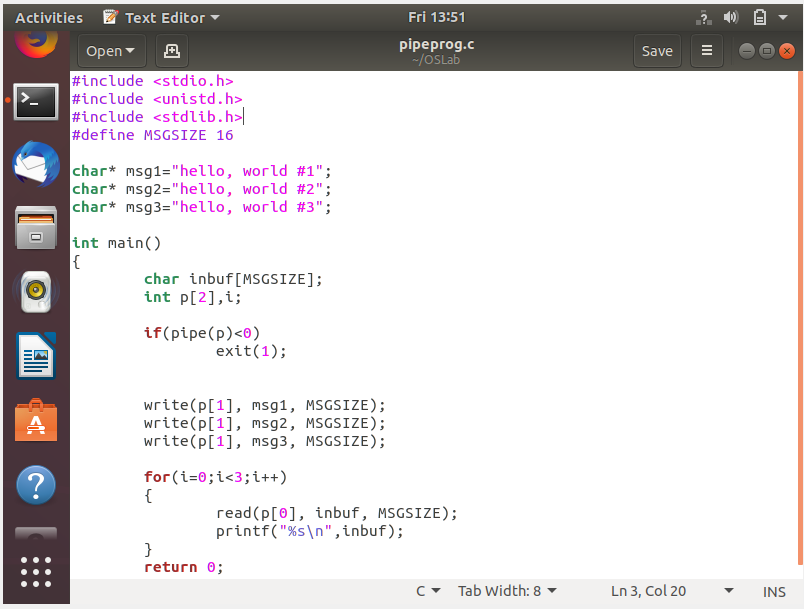 Activities Text Editor Fri 13:51
Open pipeprog.c Save
~/OSLab
#include <stdio.h>
#include <unistd.h>
#include <stdlib.h>
#define MSGSIZE 16
char* msg1="hello, world #1";
char* msg2="hello, world #2";
char* msg3="hello, world #3";
int main()
{
char inbuf[MSGSIZE];
int p[2],i;
if(pipe(p)<0)
exit(1);
write(p[1], msg1, MSGSIZE);
write(p[1], msg2, MSGSIZE);
write(p[1], msg3, MSGSIZE);
for(i=0;i<3;i++)
{
read(p[0], inbuf, MSGSIZE);
printf("%s\n",inbuf);
}
return 0;
C Tab Width: 8 Ln 3, Col 20 INS